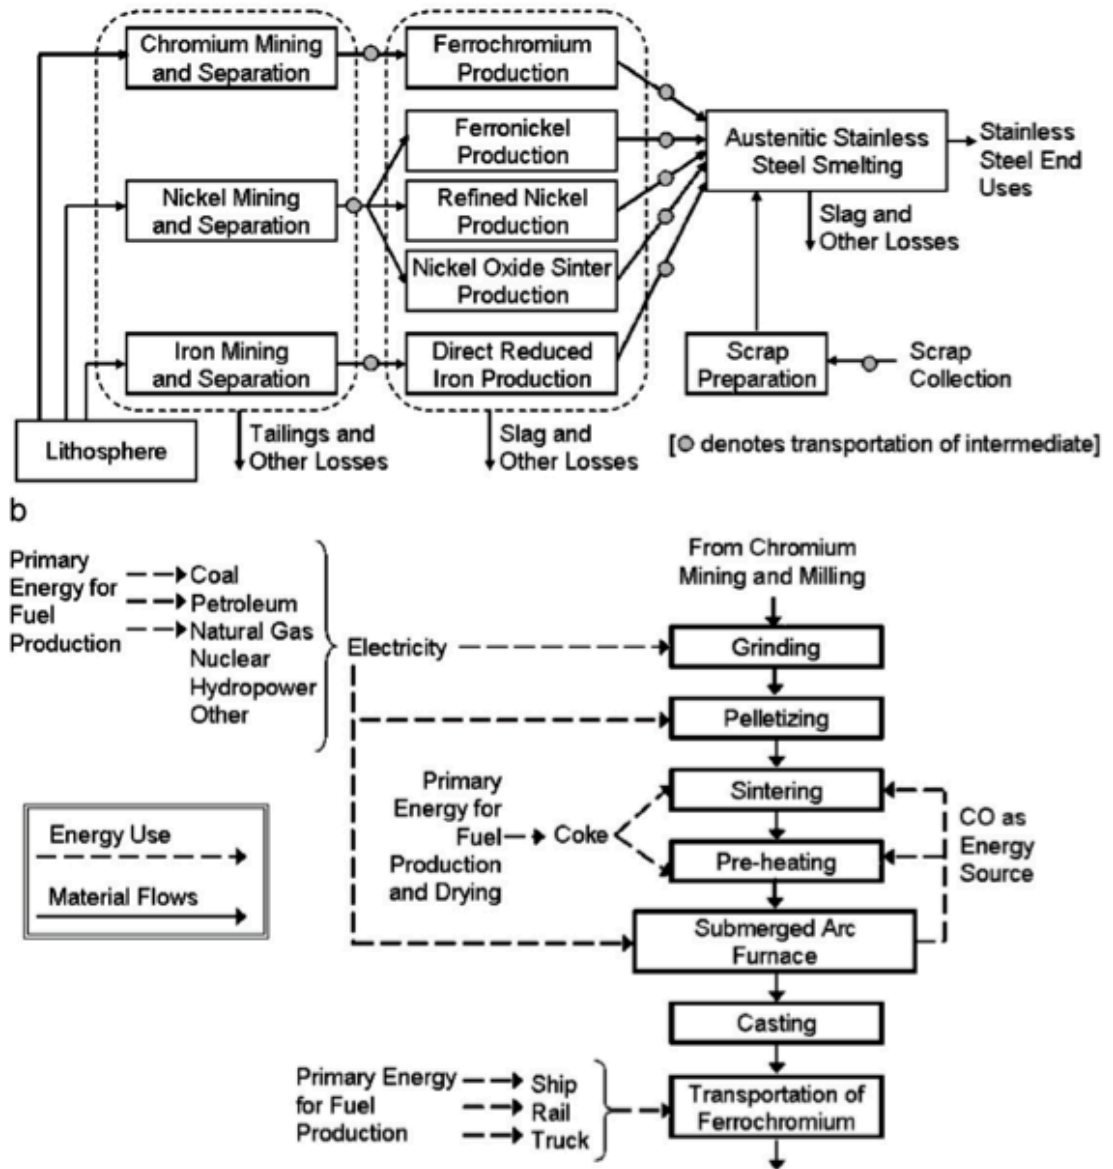 Chromium Mining
and Separation
Ferrochromium
Production
Ferronickel
Production
Austenitic Stainless
Steel Smelting
Stainless
Steel End
Uses
Nickel Mining
and Separation
Refined Nickel
Production
Slag and
Other Losses
Nickel Oxide Sinter
Production
Iron Mining
and Separation
Direct Reduced
Iron Production
Scrap
Preparation
Scrap
Collection
Lithosphere
Tailings and
Other Losses
Slag and
Other Losses
[ denotes transportation of intermediate]
b
Primary
Energy for
Fuel
Production
Coal
Petroleum
Natural Gas
Nuclear
Hydropower
Other
Electricity
From Chromium
Mining and Milling
Grinding
Pelletizing
Primary
Energy for
Fuel
Production
and Drying
Coke
Sintering
Pre-heating
CO as
Energy
Source
Energy Use
Material Flows
Submerged Arc
Furnace
Casting
Primary Energy
for Fuel
Production
Ship
Rail
Truck
Transportation of
Ferrochromium